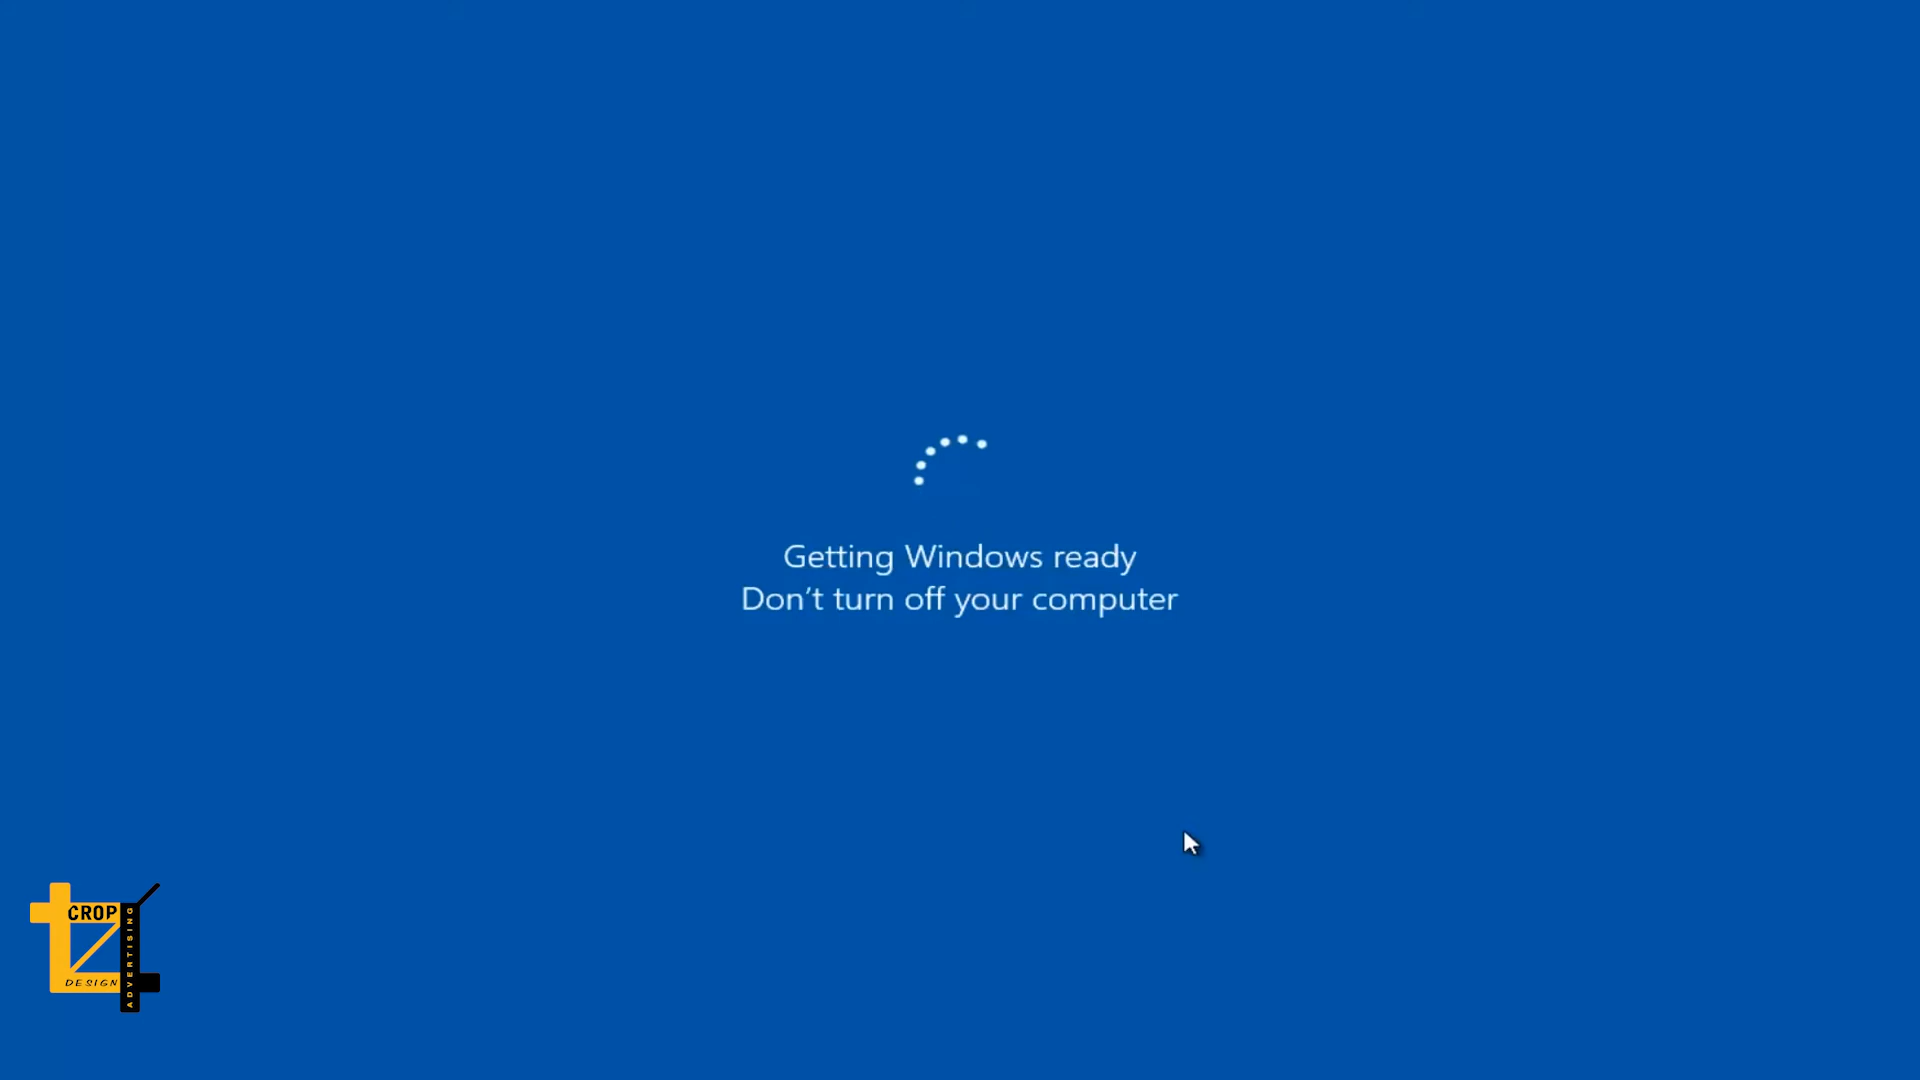 Getting Windows ready
Don't turn off your computer
CROP
ADVERTISING
DESIGN